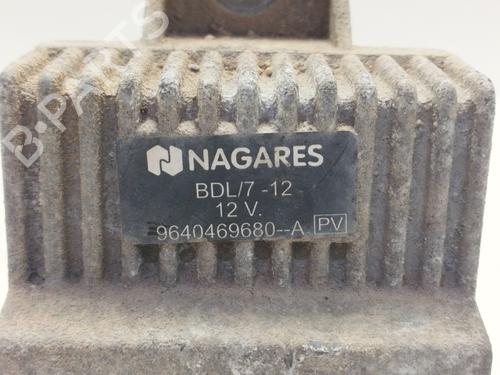 NAGARES
BDL/7 -12
12 V.
9640469680--A PV
B-PARTS